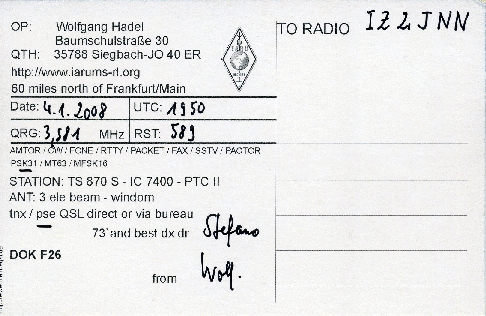 OP: Wolfgang Hadel
Baumschulstraße 30
QTH: 35788 Siegbach-JO 40 ER
http://www.iarums-rl.org
60 miles north of Frankfurt/Main
Date: 4.1.2008 UTC: 1950
QRG: 3,581 MHz RST: 589
AMTOR / CW / FONE / RTTY / PACKET / FAX / SSTV / PACTOR
PSK31 / MT63 / MFSK16
STATION: TS 870 S - IC 7400 - PTC II
ANT: 3 ele beam - windom
tnx / pse QSL direct or via bureau
73' and best dx dr Stefano
DOK F26
from Wolf.
TO RADIO IZ2JNN